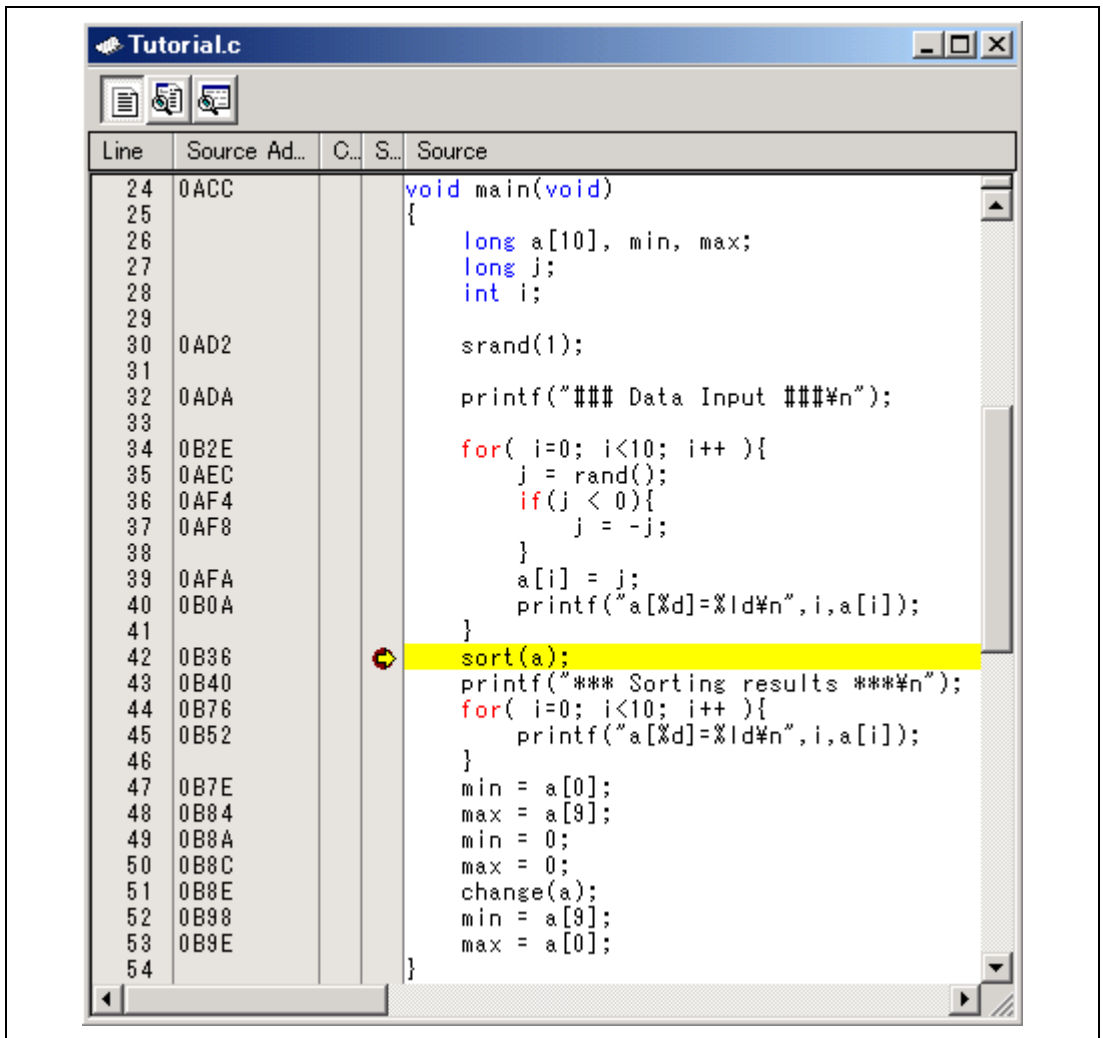 Tutorial.c
Line Source Ad... C... S... Source
24 0ACC void main(void)
25 {
26 long a[10], min, max;
27 long j;
28 int i;
29
30 0AD2 srand(1);
31
32 0ADA printf("### Data Input ###¥n");
33
34 0B2E for( i=0; i<10; i++ ){
35 0AEC j = rand();
36 0AF4 if(j < 0){
37 0AF8 j = -j;
38 }
39 0AFA a[i] = j;
40 0B0A printf("a[%d]=%ld¥n",i,a[i]);
41 }
42 0B36 sort(a);
43 0B40 printf("*** Sorting results ***¥n");
44 0B76 for( i=0; i<10; i++ ){
45 0B52 printf("a[%d]=%ld¥n",i,a[i]);
46 }
47 0B7E min = a[0];
48 0B84 max = a[9];
49 0B8A min = 0;
50 0B8C max = 0;
51 0B8E change(a);
52 0B98 min = a[9];
53 0B9E max = a[0];
54 }